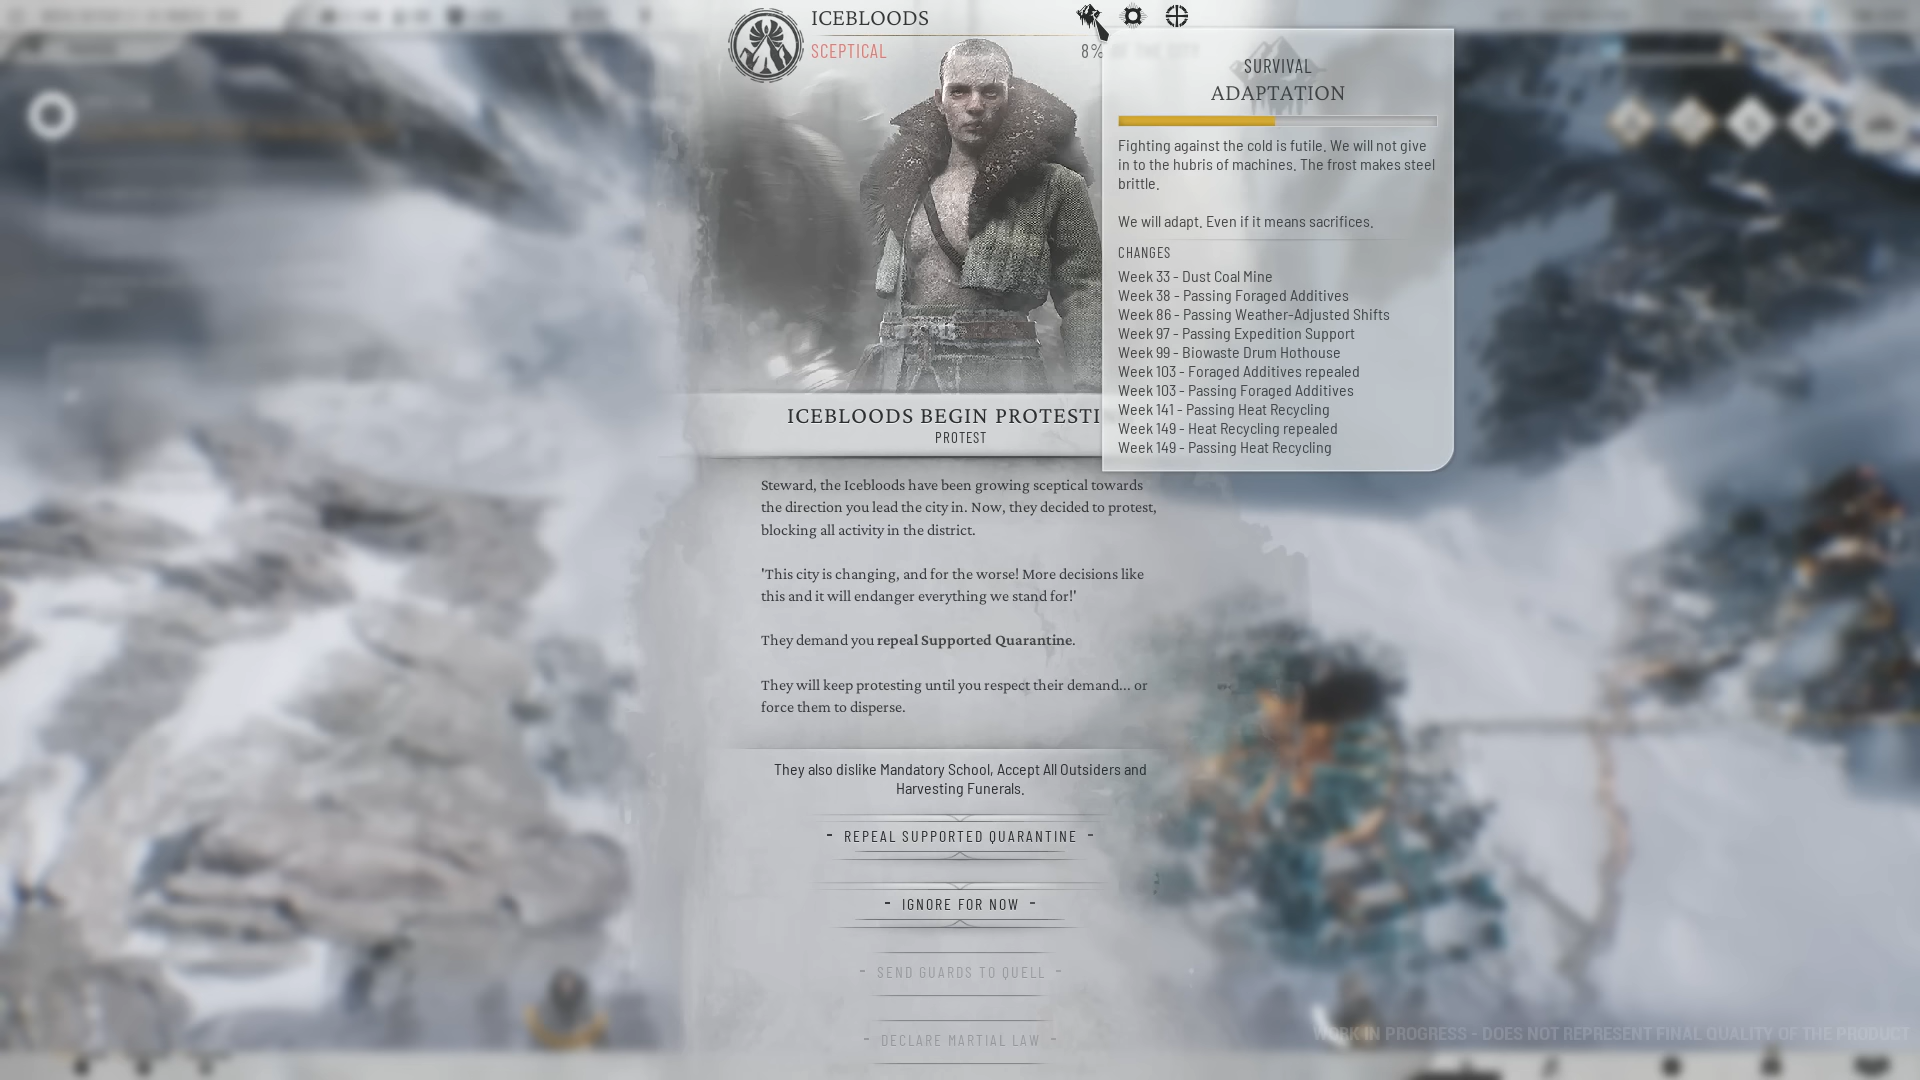 ICEBLOODS
SCEPTICAL
8%
SURVIVAL
ADAPTATION
Fighting against the cold is futile. We will not give
in to the hubris of machines. The frost makes steel
brittle.
We will adapt. Even if it means sacrifices.
CHANGES
Week 33 - Dust Coal Mine
Week 38 - Passing Foraged Additives
Week 86 - Passing Weather-Adjusted Shifts
Week 97 - Passing Expedition Support
Week 99 - Biowaste Drum Hothouse
Week 103 - Foraged Additives repealed
Week 103 - Passing Foraged Additives
Week 141 - Passing Heat Recycling
Week 149 - Heat Recycling repealed
Week 149 - Passing Heat Recycling
ICEBLOODS BEGIN PROTESTI
PROTEST
Steward, the Icebloods have been growing sceptical towards
the direction you lead the city in. Now, they decided to protest,
blocking all activity in the district.
'This city is changing, and for the worse! More decisions like
this and it will endanger everything we stand for!'
They demand you repeal Supported Quarantine.
They will keep protesting until you respect their demand... or
force them to disperse.
They also dislike Mandatory School, Accept All Outsiders and
Harvesting Funerals.
- REPEAL SUPPORTED QUARANTINE -
- IGNORE FOR NOW -
- SEND GUARDS TO QUELL -
- DECLARE MARTIAL LAW -
WORK IN PROGRESS - DOES NOT REPRESENT FINAL QUALITY OF THE PRODUCT